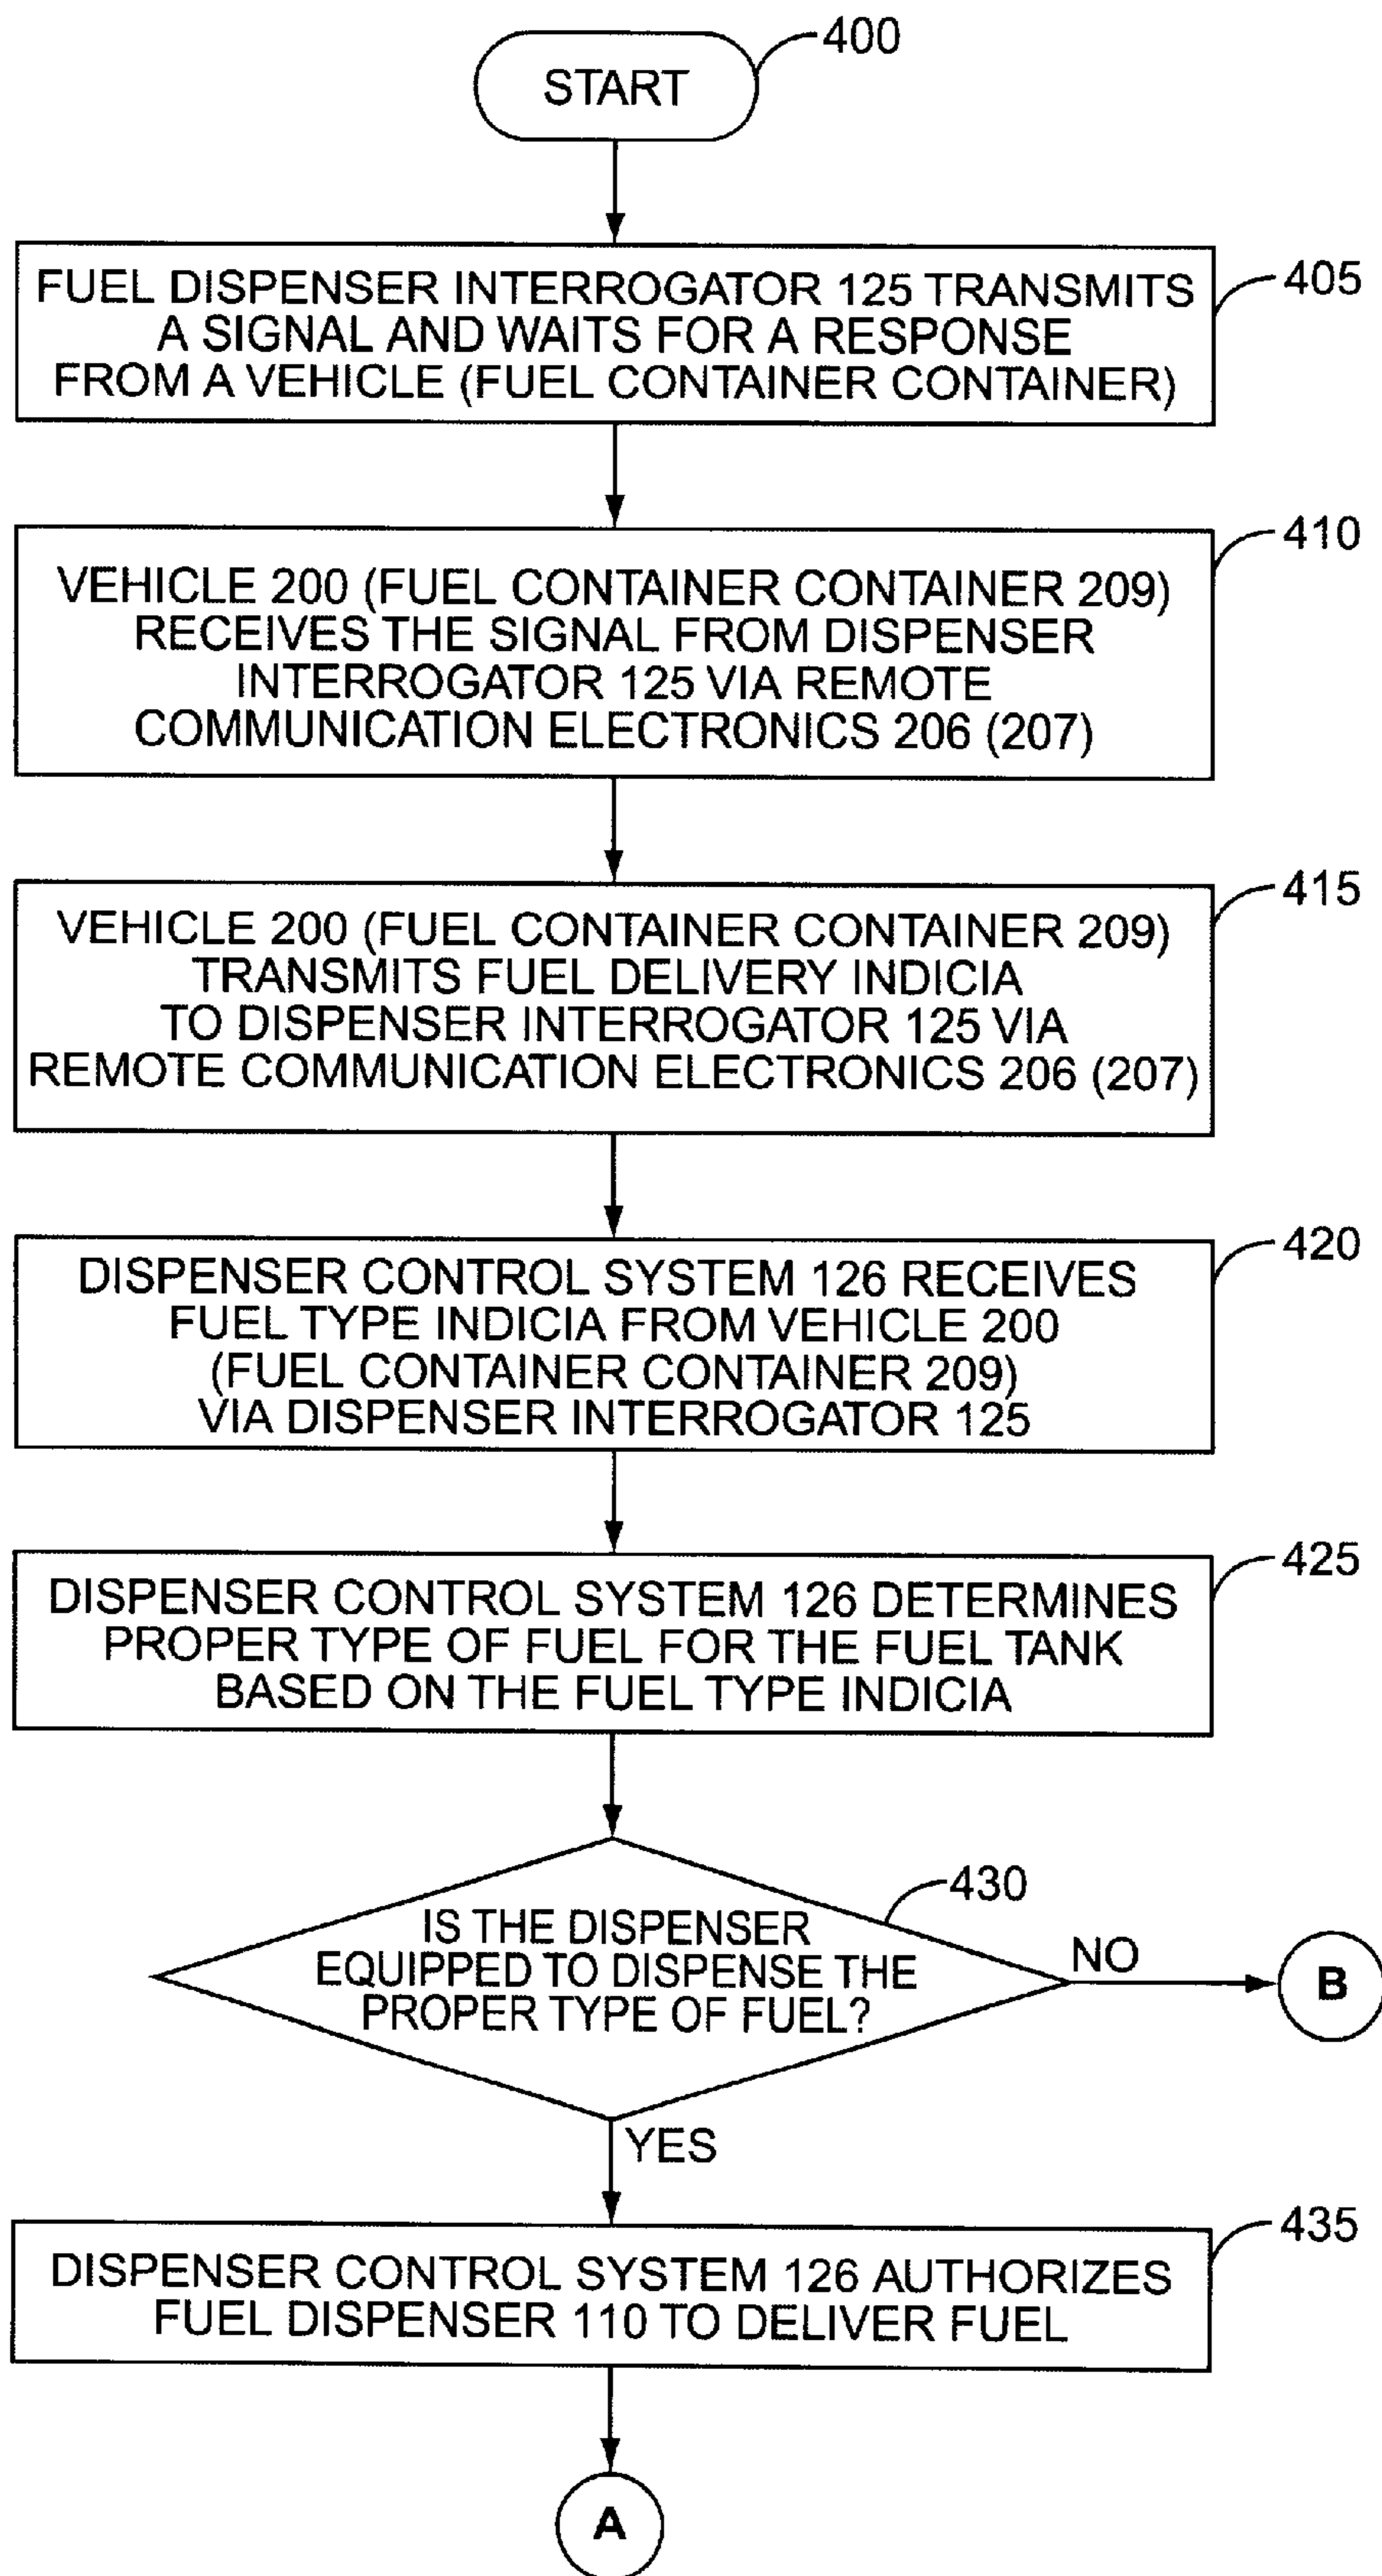 400
START
405
FUEL DISPENSER INTERROGATOR 125 TRANSMITS
A SIGNAL AND WAITS FOR A RESPONSE
FROM A VEHICLE (FUEL CONTAINER CONTAINER)
410
VEHICLE 200 (FUEL CONTAINER CONTAINER 209)
RECEIVES THE SIGNAL FROM DISPENSER
INTERROGATOR 125 VIA REMOTE
COMMUNICATION ELECTRONICS 206 (207)
415
VEHICLE 200 (FUEL CONTAINER CONTAINER 209)
TRANSMITS FUEL DELIVERY INDICIA
TO DISPENSER INTERROGATOR 125 VIA
REMOTE COMMUNICATION ELECTRONICS 206 (207)
420
DISPENSER CONTROL SYSTEM 126 RECEIVES
FUEL TYPE INDICIA FROM VEHICLE 200
(FUEL CONTAINER CONTAINER 209)
VIA DISPENSER INTERROGATOR 125
425
DISPENSER CONTROL SYSTEM 126 DETERMINES
PROPER TYPE OF FUEL FOR THE FUEL TANK
BASED ON THE FUEL TYPE INDICIA
430
IS THE DISPENSER
EQUIPPED TO DISPENSE THE
PROPER TYPE OF FUEL?
NO
B
YES
435
DISPENSER CONTROL SYSTEM 126 AUTHORIZES
FUEL DISPENSER 110 TO DELIVER FUEL
A